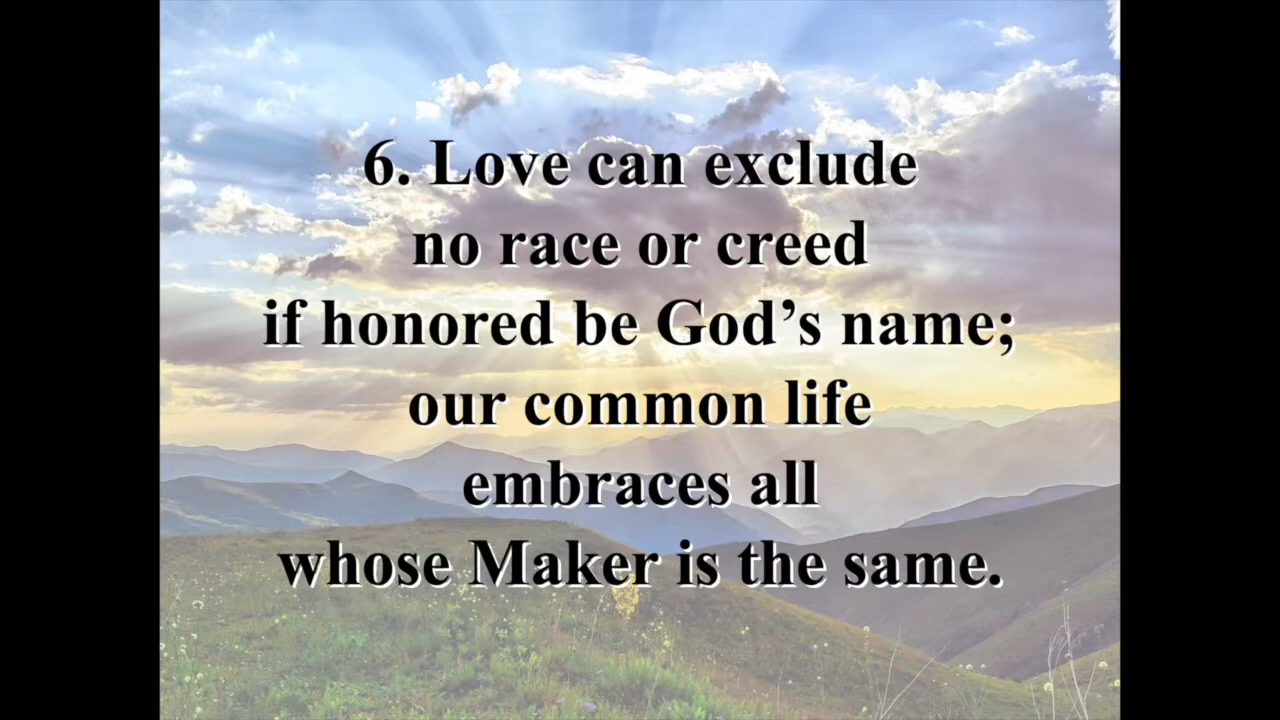 6. Love can exclude
no race or creed
if honored be God’s name;
our common life
embraces all
whose Maker is the same.